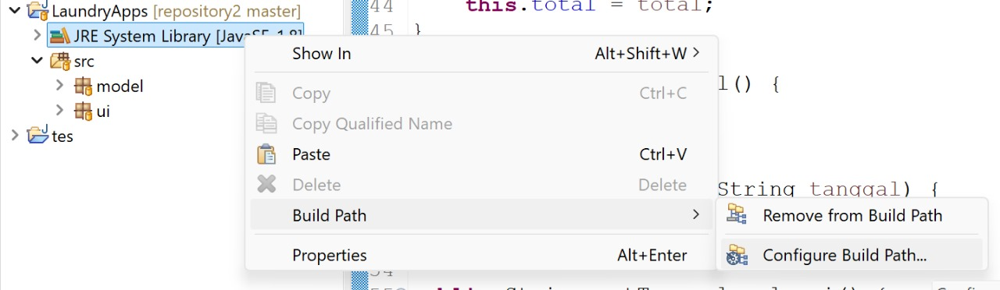 LaundryApps [repository2 master]
JRE System Library [JavaSE-1.8]
src
model
ui
tes
44 this.total = total;
45 }
Show In Alt+Shift+W
Copy Ctrl+C
Copy Qualified Name
Paste Ctrl+V
Delete Delete
Build Path
Properties Alt+Enter
l() {
String tanggal) {
Remove from Build Path
Configure Build Path...